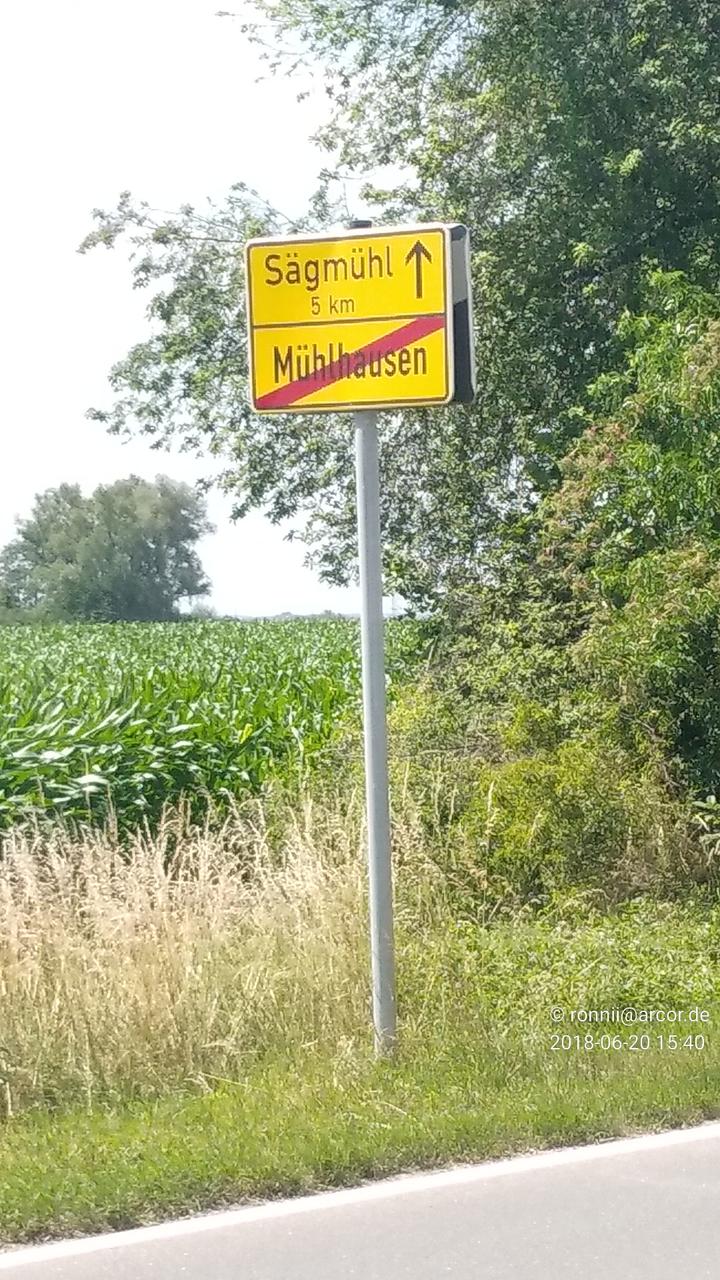 Sägmühl
5 km
Mühlhausen
© ronnii@arcor.de
2018-06-20 15:40